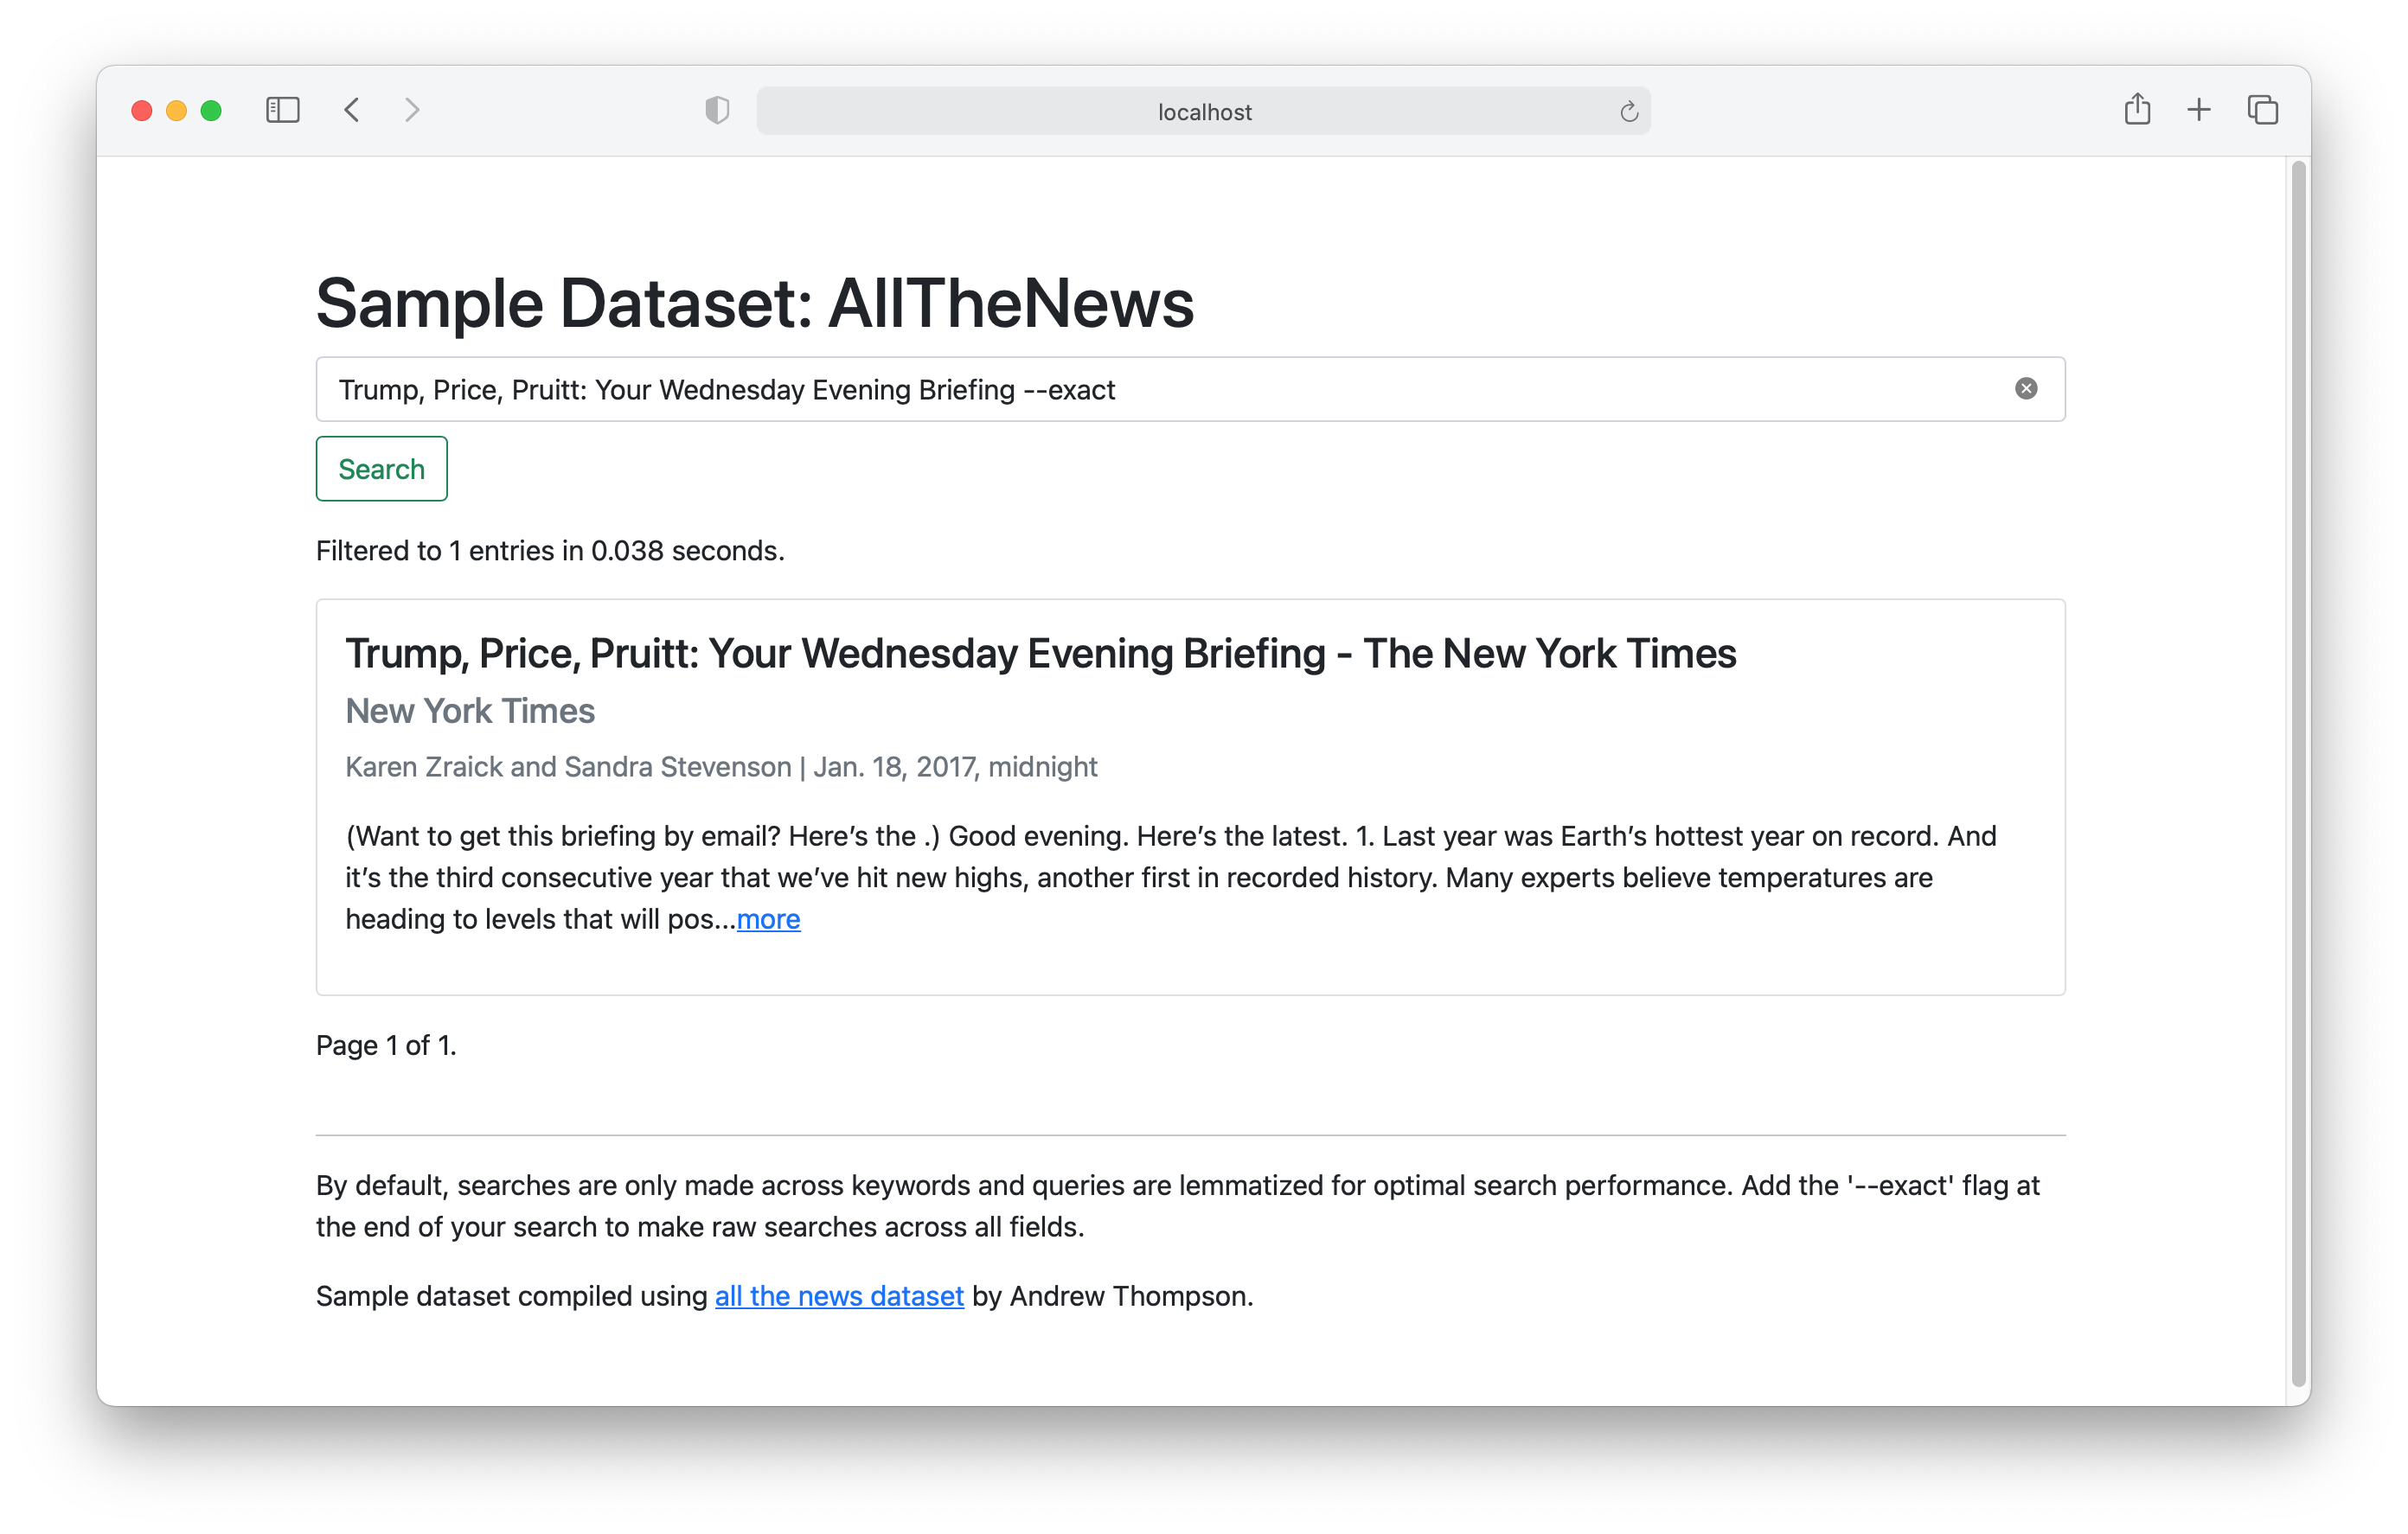 localhost
Sample Dataset: AllTheNews
Trump, Price, Pruitt: Your Wednesday Evening Briefing --exact
Search
Filtered to 1 entries in 0.038 seconds.
Trump, Price, Pruitt: Your Wednesday Evening Briefing - The New York Times
New York Times
Karen Zraick and Sandra Stevenson | Jan. 18, 2017, midnight
(Want to get this briefing by email? Here’s the .) Good evening. Here’s the latest. 1. Last year was Earth’s hottest year on record. And
it’s the third consecutive year that we’ve hit new highs, another first in recorded history. Many experts believe temperatures are
heading to levels that will pos...more
Page 1 of 1.
By default, searches are only made across keywords and queries are lemmatized for optimal search performance. Add the '--exact' flag at
the end of your search to make raw searches across all fields.
Sample dataset compiled using all the news dataset by Andrew Thompson.